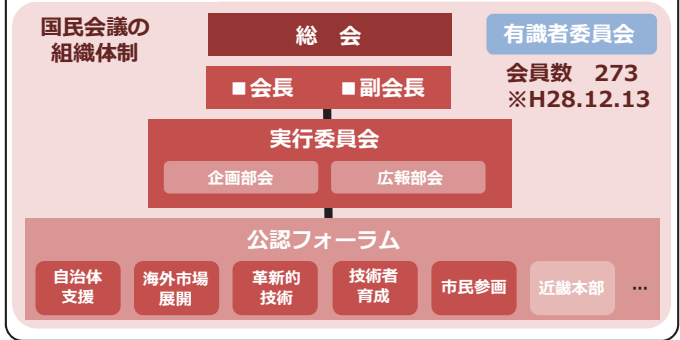 国民会議の
組織体制
総　会
有識者委員会
■会長　■副会長
会員数　273
※H28.12.13
実行委員会
企画部会　広報部会
公認フォーラム
自治体
支援
海外市場
展開
革新的
技術
技術者
育成
市民参画
近畿本部
…